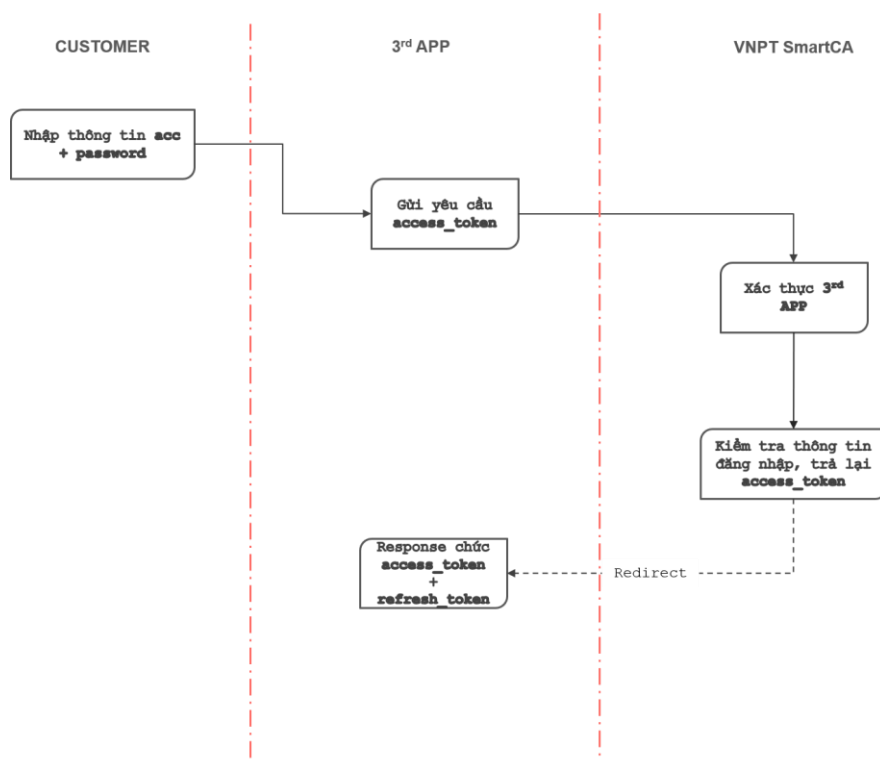 CUSTOMER
3rd APP
VNPT SmartCA
Nhập thông tin acc
+ password
Gửi yêu cầu
access_token
Xác thực 3rd
APP
Kiểm tra thông tin
đăng nhập, trả lại
access_token
Response chức
access_token
+
refresh_token
Redirect